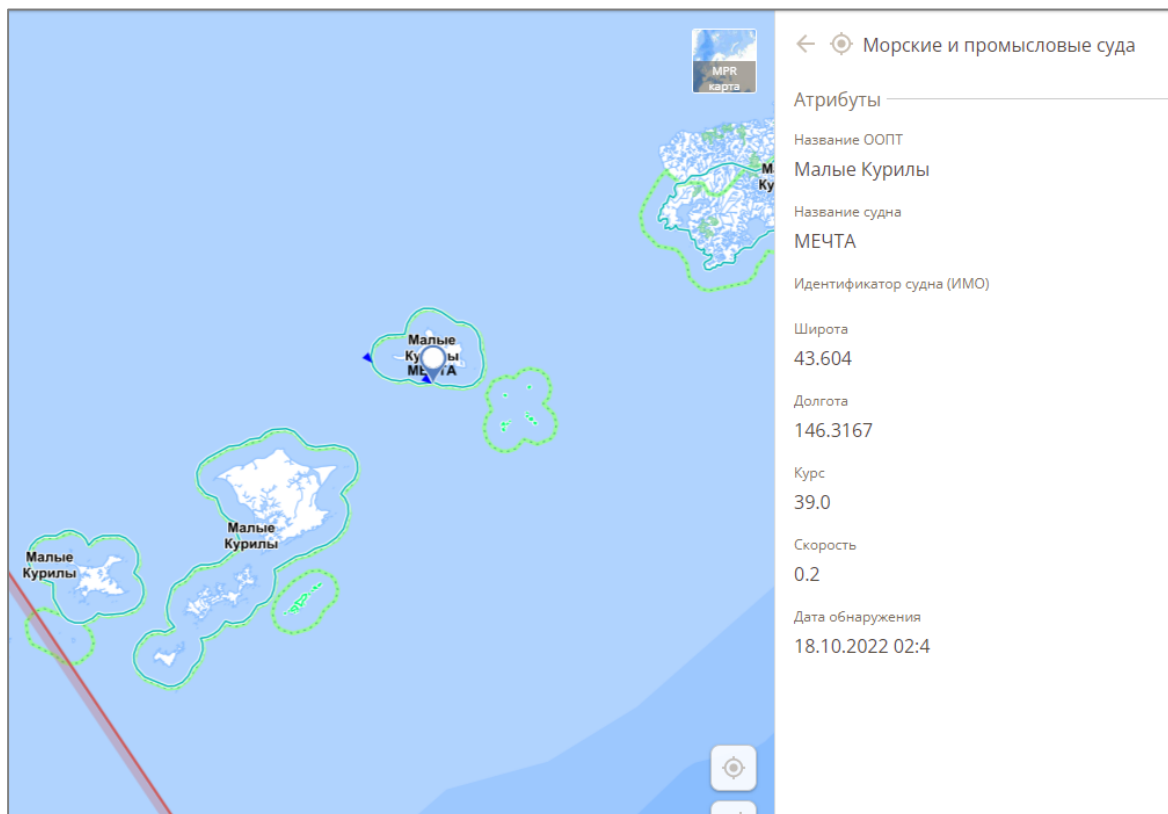 MPR
карта
Малые
Курилы
МЕЧТА
Малые
Курилы
Малые
Курилы
Морские и промысловые суда
Атрибуты
Название ООПТ
Малые Курилы
Название судна
МЕЧТА
Идентификатор судна (ИМО)
Широта
43.604
Долгота
146.3167
Курс
39.0
Скорость
0.2
Дата обнаружения
18.10.2022 02:4